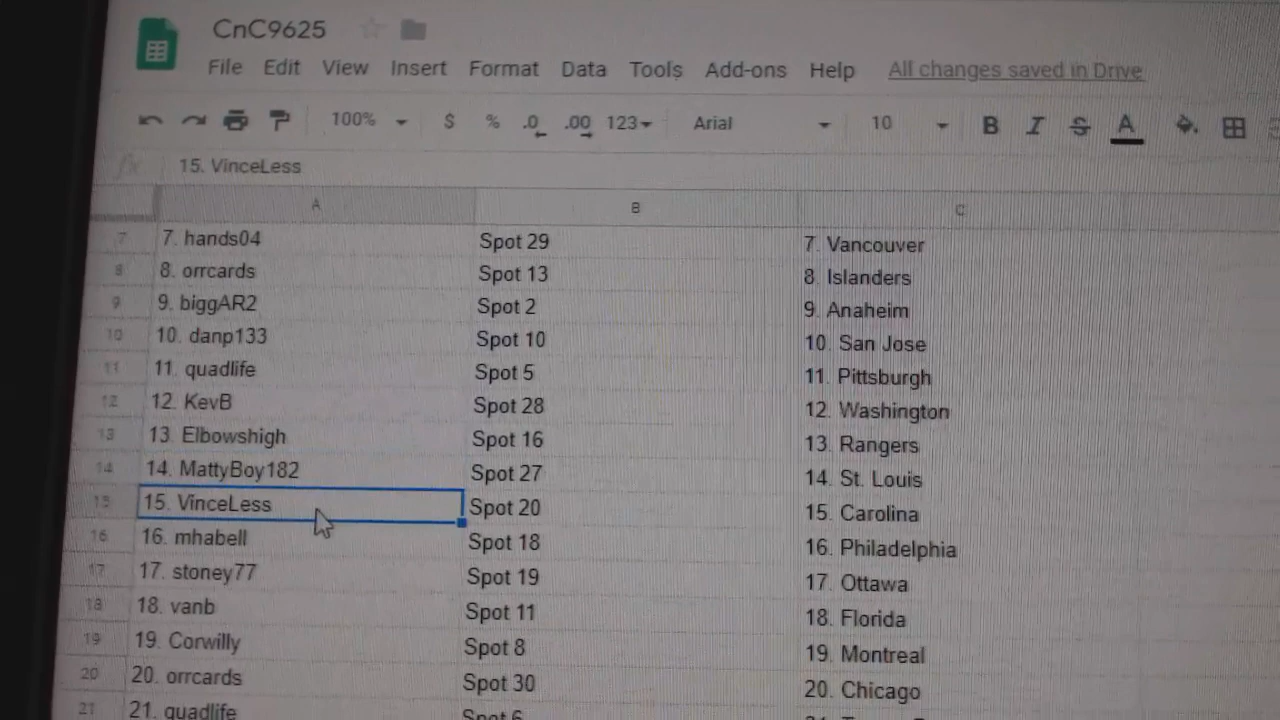 CnC9625
File Edit View Insert Format Data Tools Add-ons Help All changes saved in Drive
100% $ % .0 .00 123 Arial 10 B I S A
fx 15. VinceLess
A B C
7 7. hands04 Spot 29 7. Vancouver
8 8. orrcards Spot 13 8. Islanders
9 9. biggAR2 Spot 2 9. Anaheim
10 10. danp133 Spot 10 10. San Jose
11 11. quadlife Spot 5 11. Pittsburgh
12 12. KevB Spot 28 12. Washington
13 13. Elbowshigh Spot 16 13. Rangers
14 14. MattyBoy182 Spot 27 14. St. Louis
15 15. VinceLess Spot 20 15. Carolina
16 16. mhabell Spot 18 16. Philadelphia
17 17. stoney77 Spot 19 17. Ottawa
18 18. vanb Spot 11 18. Florida
19 19. Corwilly Spot 8 19. Montreal
20 20. orrcards Spot 30 20. Chicago
21 21. quadlife Spot 6